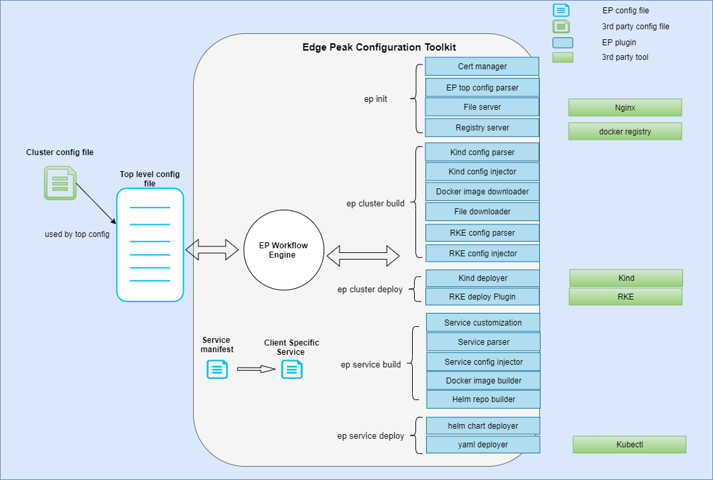 EP config file
3rd party config file
EP plugin
3rd party tool
Edge Peak Configuration Toolkit
Cluster config file
used by top config
Top level config
file
EP Workflow
Engine
Service
manifest
Client Specific
Service
ep init
Cert manager
EP top config parser
File server
Registry server
Nginx
docker registry
ep cluster build
Kind config parser
Kind config injector
Docker image downloader
File downloader
RKE config parser
RKE config injector
ep cluster deploy
Kind deployer
RKE deploy Plugin
Kind
RKE
ep service build
Service customization
Service parser
Service config injector
Docker image builder
Helm repo builder
ep service deploy
helm chart deployer
yaml deployer
Kubectl